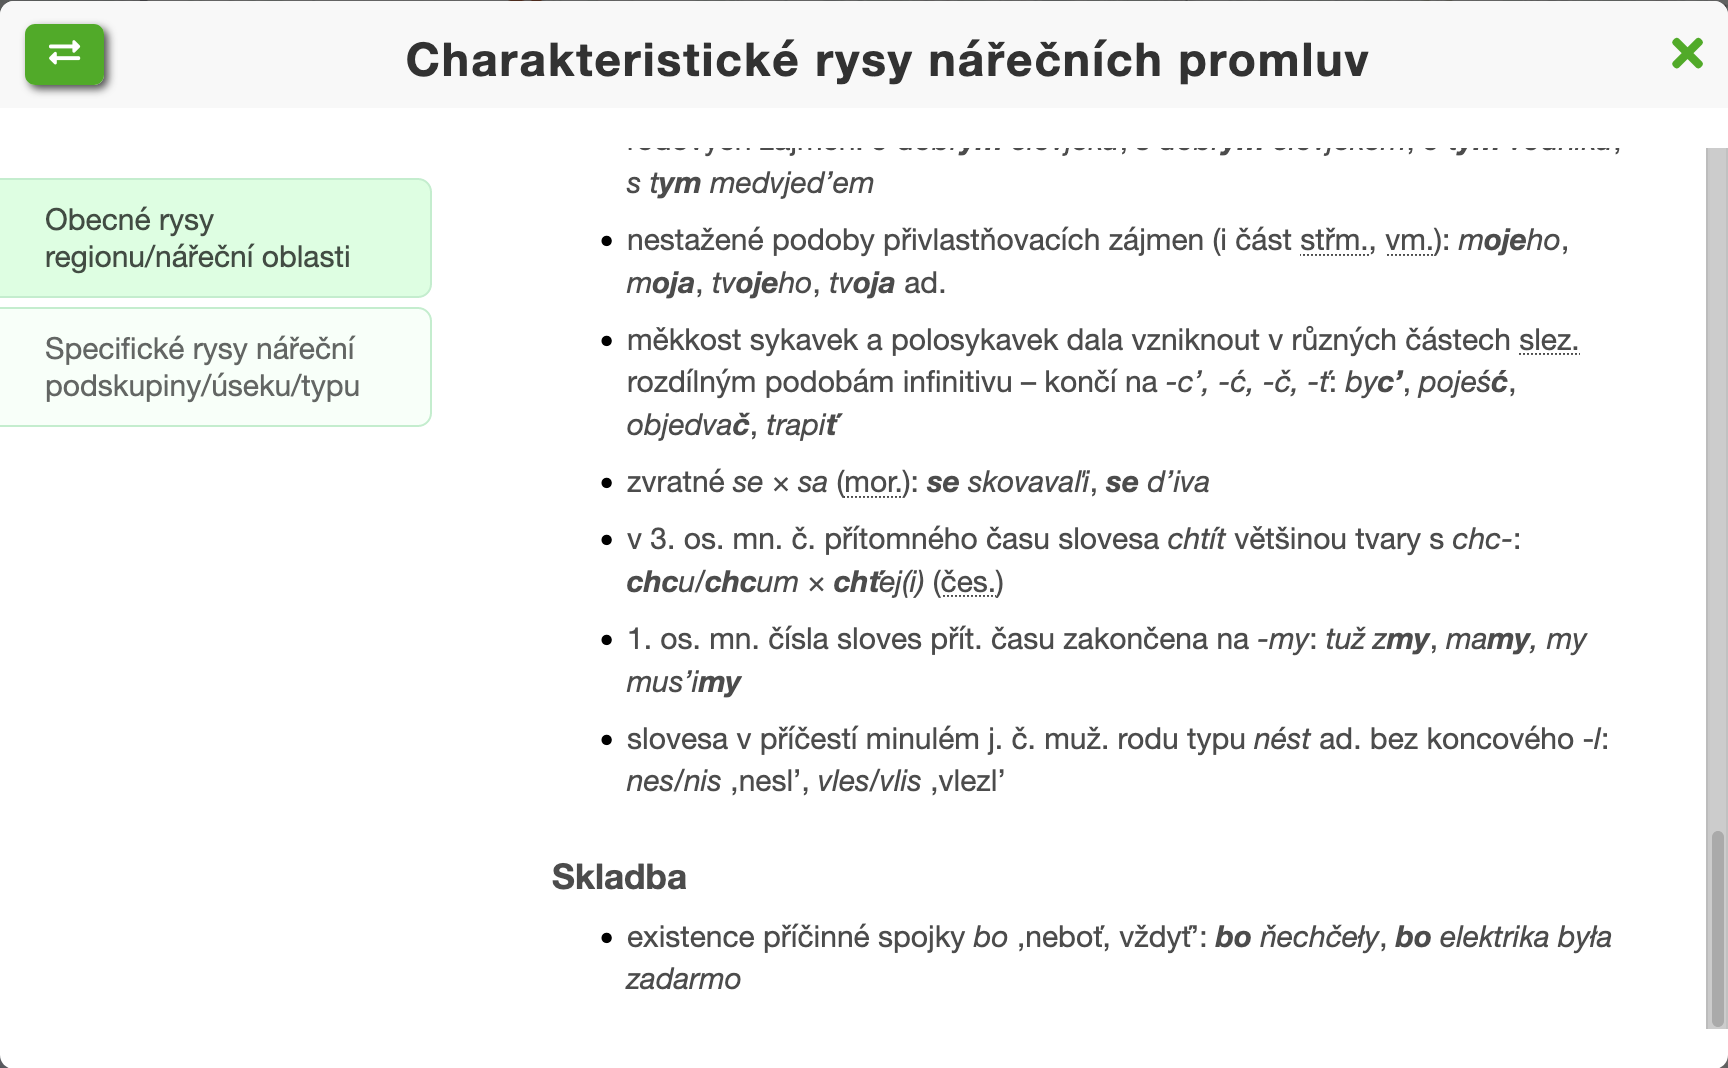 Charakteristické rysy nářečních promluv
Obecné rysy
regionu/nářeční oblasti
Specifické rysy nářeční
podskupiny/úseku/typu
s tym medvjed’em
• nestažené podoby přivlastňovacích zájmen (i část střm., vm.): mojeho,
moja, tvojeho, tvoja ad.
• měkkost sykavek a polosykavek dala vzniknout v různých částech slez.
rozdílným podobám infinitivu – končí na -c’, -ć, -č, -ť: byc’, pojeść,
objedvač, trapiť
• zvratné se × sa (mor.): se skovavaľi, se d’iva
• v 3. os. mn. č. přítomného času slovesa chtít většinou tvary s chc-:
chcu/chcum × chťej(i) (čes.)
• 1. os. mn. čísla sloves přít. času zakončena na -my: tuž zmy, mamy, my
mus’imy
• slovesa v příčestí minulém j. č. muž. rodu typu nést ad. bez koncového -l:
nes/nis ‚nesl’, vles/vlis ‚vlezl’
Skladba
• existence příčinné spojky bo ‚neboť, vždyť’: bo ňechčeły, bo elektrika była
zadarmo